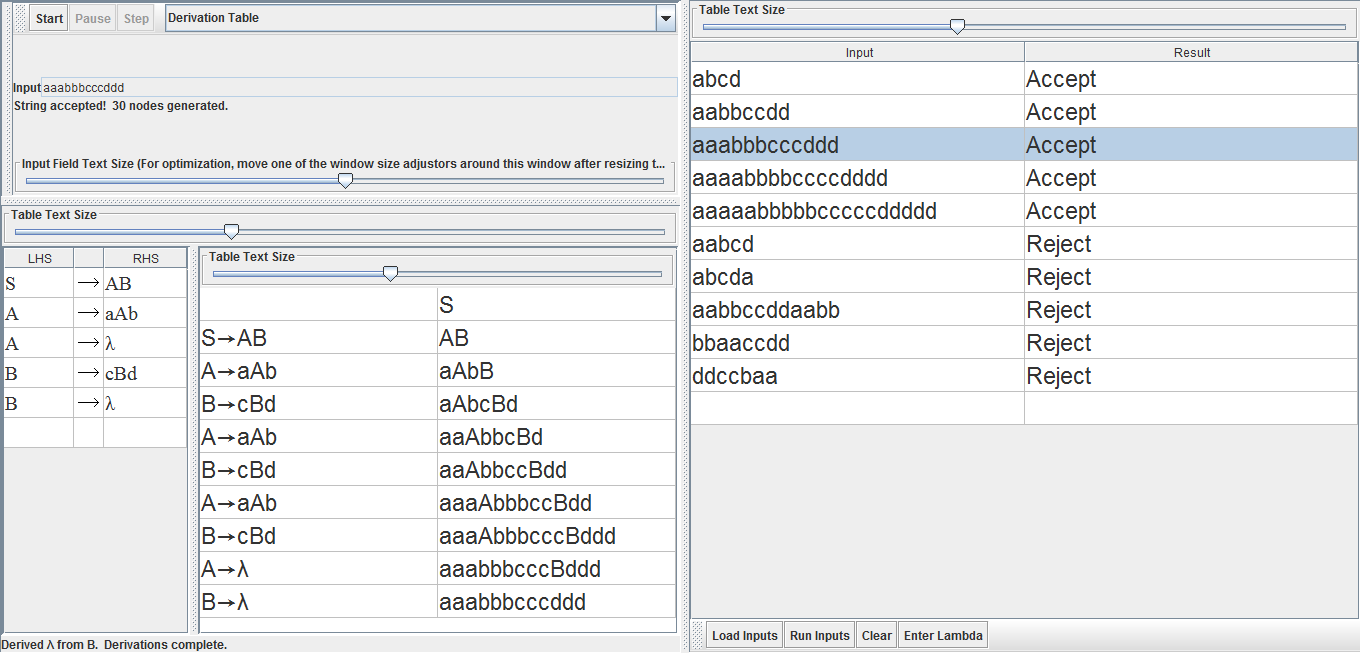 Start Pause Step Derivation Table
Input aaabbbcccddd
String accepted! 30 nodes generated.
Input Field Text Size (For optimization, move one of the window size adjustors around this window after resizing t...
Table Text Size
LHS RHS
S → AB
A → aAb
A → λ
B → cBd
B → λ
Table Text Size
S
S→AB AB
A→aAb aAbB
B→cBd aAbcBd
A→aAb aaAbbcBd
B→cBd aaAbbccBdd
A→aAb aaaAbbbccBdd
B→cBd aaaAbbbcccBddd
A→λ aaabbbcccBddd
B→λ aaabbbcccddd
Derived λ from B. Derivations complete.
Table Text Size
Input Result
abcd Accept
aabbccdd Accept
aaabbbcccddd Accept
aaaabbbbccccdddd Accept
aaaaabbbbbcccccddddd Accept
aabcd Reject
abcda Reject
aabbccddaabb Reject
bbaaccdd Reject
ddccbaa Reject
Load Inputs Run Inputs Clear Enter Lambda